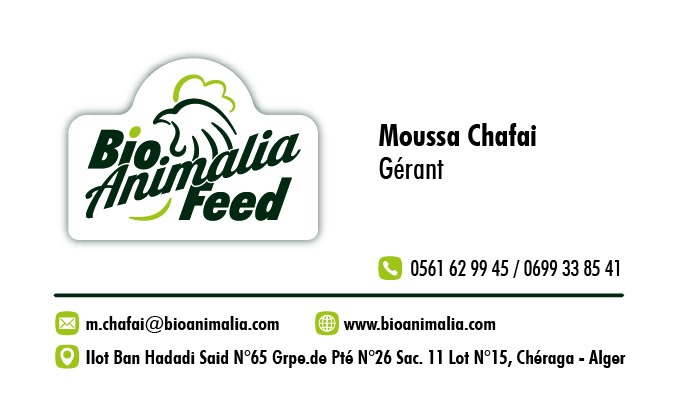 Bio
Animalia
Feed
Moussa Chafai
Gérant
0561 62 99 45 / 0699 33 85 41
m.chafai@bioanimalia.com
www.bioanimalia.com
Ilot Ban Hadadi Said N°65 Grpe.de Pté N°26 Sac. 11 Lot N°15, Chéraga - Alger